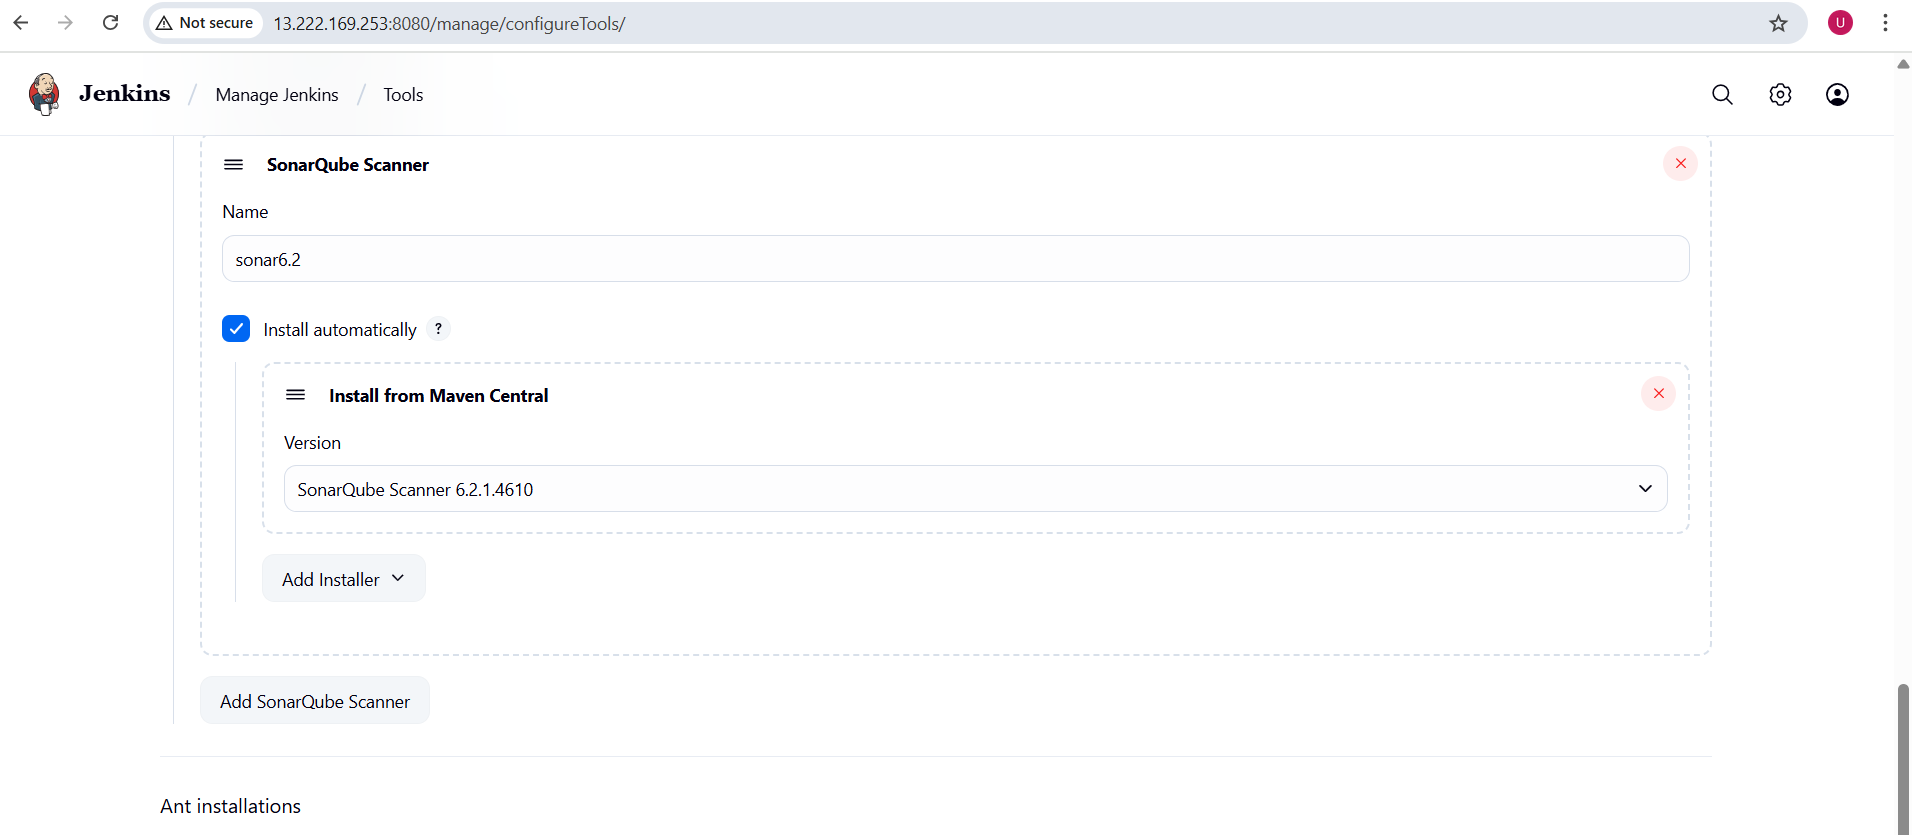 Not secure 13.222.169.253:8080/manage/configureTools/ U
Jenkins / Manage Jenkins / Tools
SonarQube Scanner
Name
sonar6.2
Install automatically ?
Install from Maven Central
Version
SonarQube Scanner 6.2.1.4610
Add Installer
Add SonarQube Scanner
Ant installations